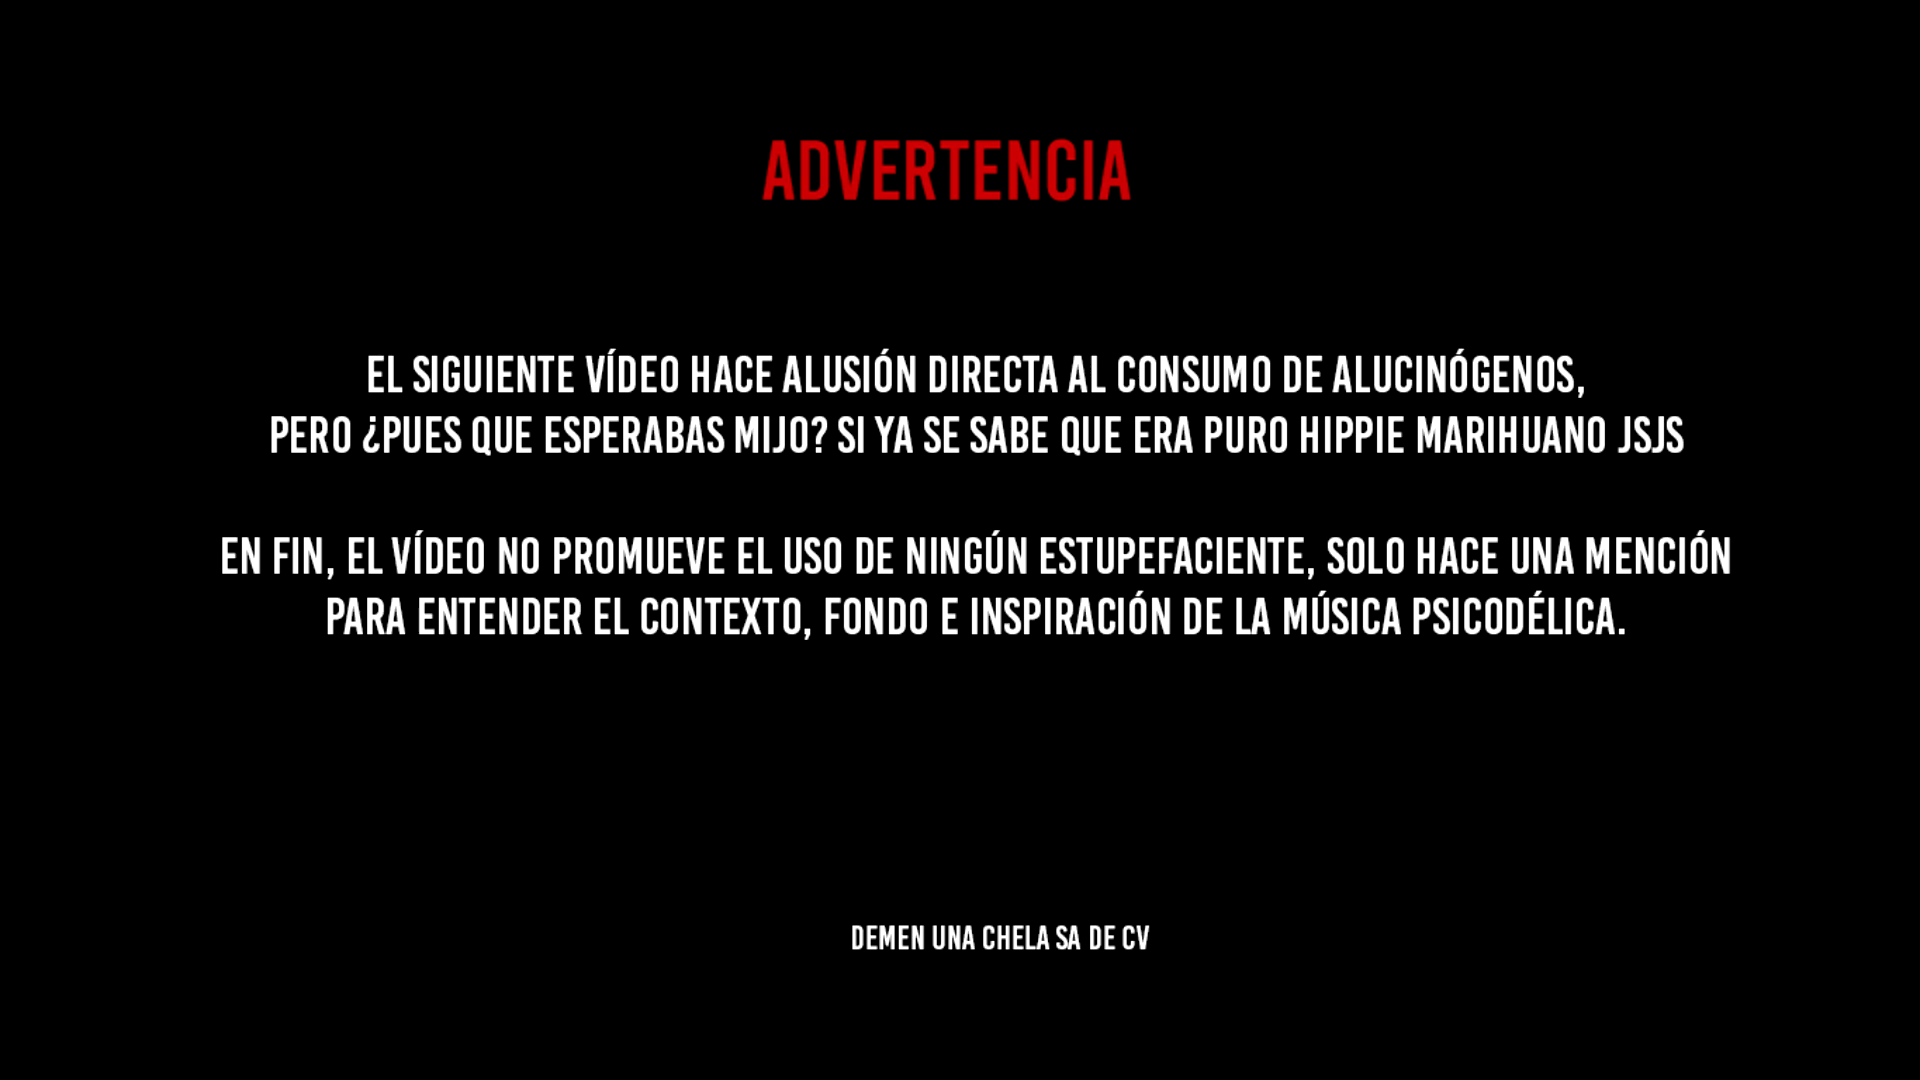 ADVERTENCIA
EL SIGUIENTE VÍDEO HACE ALUSIÓN DIRECTA AL CONSUMO DE ALUCINÓGENOS,
PERO ¿PUES QUE ESPERABAS MIJO? SI YA SE SABE QUE ERA PURO HIPPIE MARIHUANO JSJS
EN FIN, EL VÍDEO NO PROMUEVE EL USO DE NINGÚN ESTUPEFACIENTE, SOLO HACE UNA MENCIÓN
PARA ENTENDER EL CONTEXTO, FONDO E INSPIRACIÓN DE LA MÚSICA PSICODÉLICA.
DEMEN UNA CHELA SA DE CV